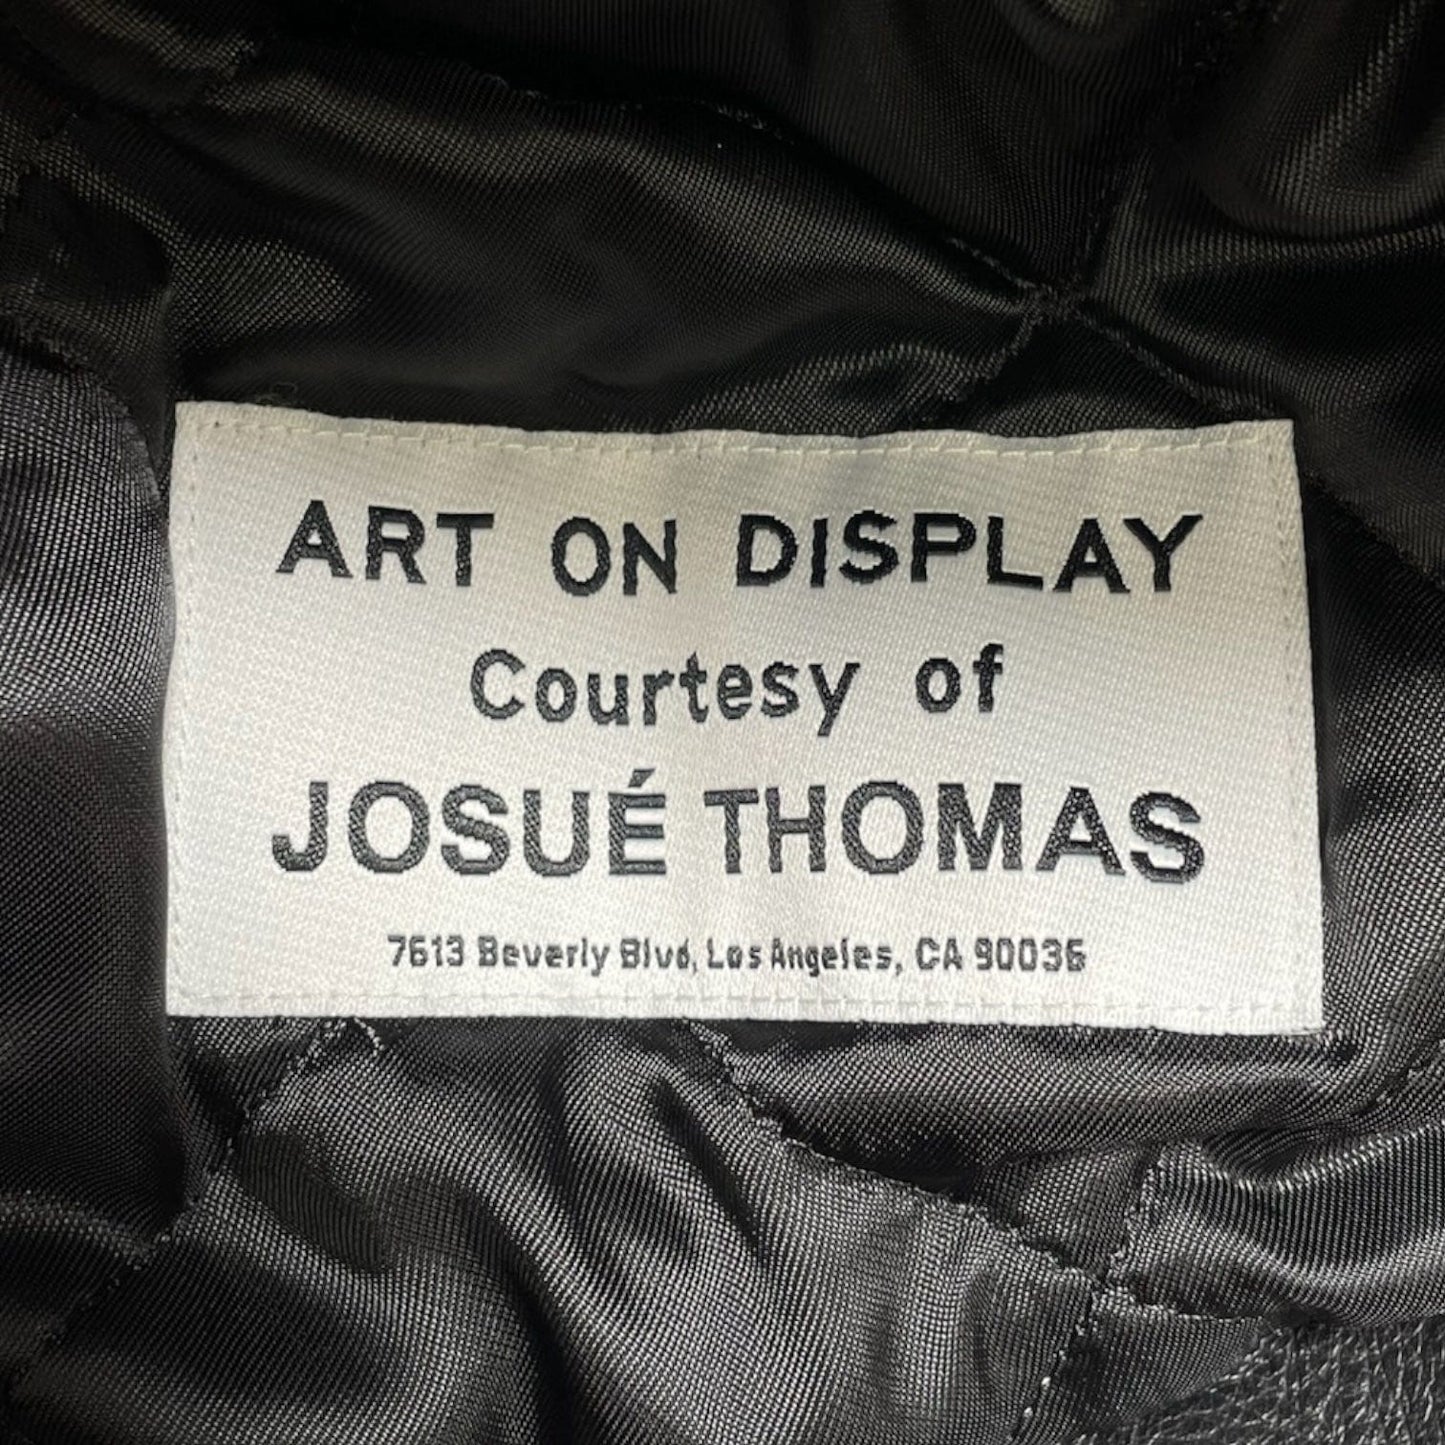 ART ON DISPLAY
Courtesy of
JOSUÉ THOMAS
7613 Beverly Blvd, Los Angeles, CA 90036